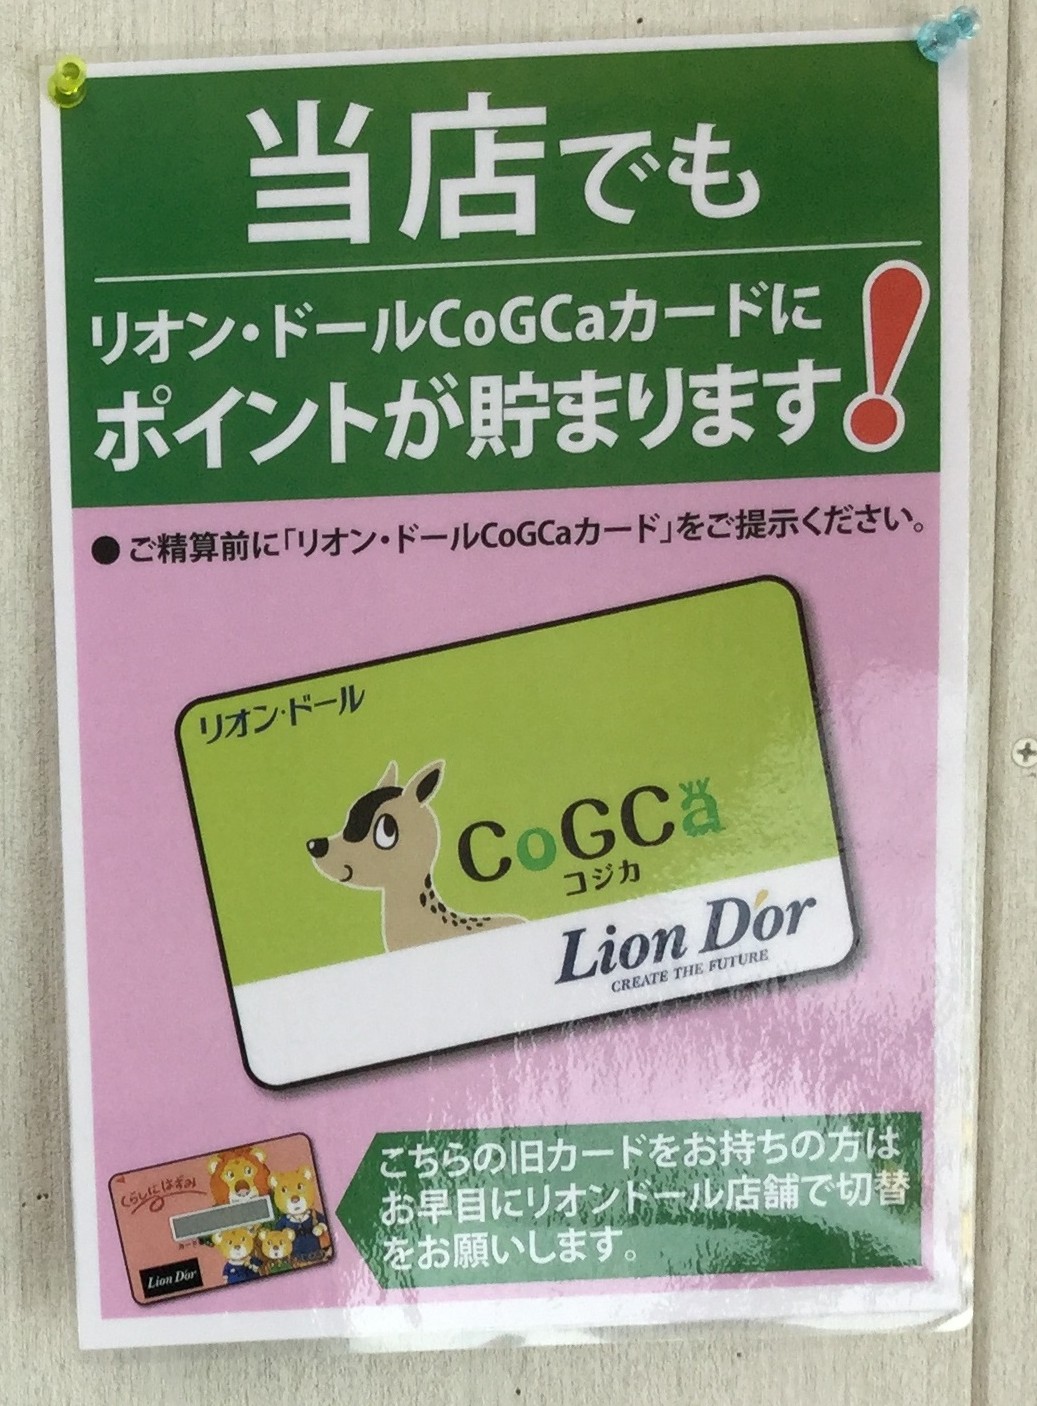 当店でも
リオン・ドールCoGCaカードに
ポイントが貯まります!
●ご精算前に「リオン・ドールCoGCaカード」をご提示ください。
リオン・ドール
CoGCa
コジカ
Lion D'or
CREATE THE FUTURE
こちらの旧カードをお持ちの方は
お早目にリオンドール店舗で切替
をお願いします。
くらしにはずみ
Lion D'or